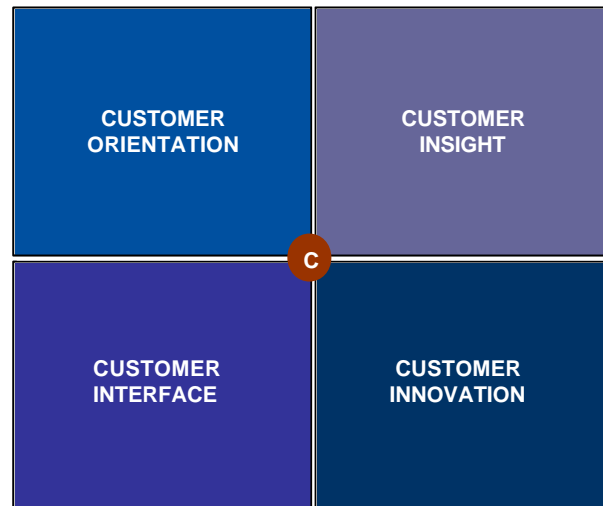 CUSTOMER
ORIENTATION
CUSTOMER
INSIGHT
C
CUSTOMER
INTERFACE
CUSTOMER
INNOVATION